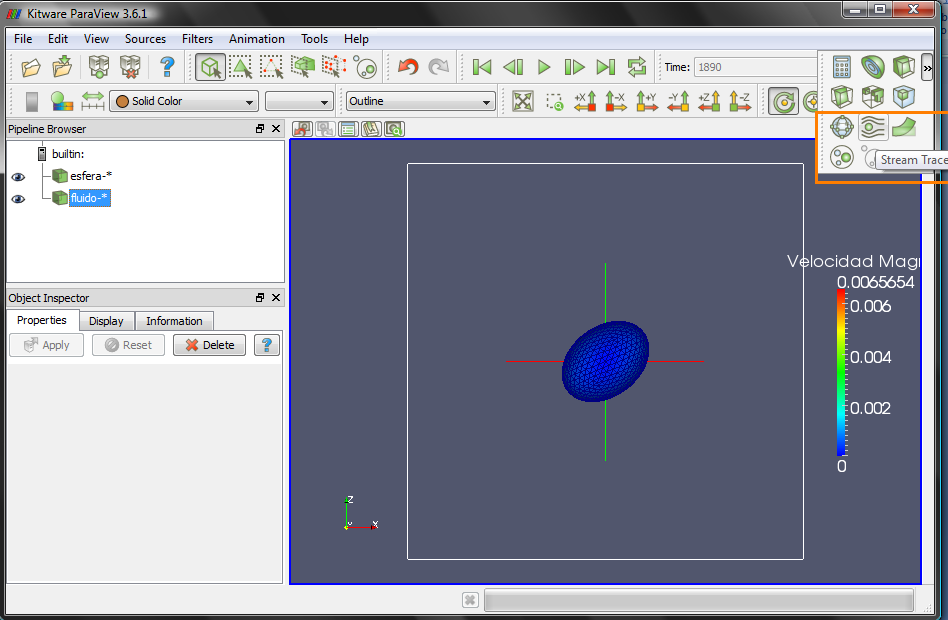 Kitware ParaView 3.6.1
File Edit View Sources Filters Animation Tools Help
?
Time: 1890
»
Solid Color
Outline
+X -X +Y -Y +Z -Z
Pipeline Browser
builtin:
esfera-*
fluido-*
Stream Trace
Object Inspector
Properties Display Information
Apply Reset Delete ?
Velocidad Magn
0.0065654
0.006
0.004
0.002
0
Z
Y
X